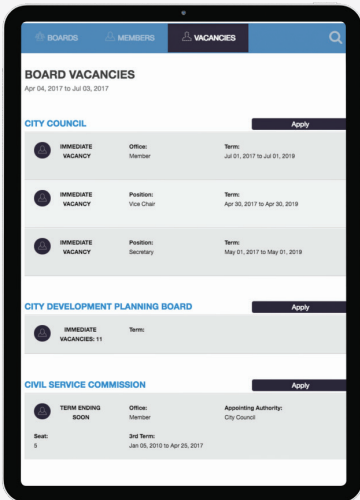 BOARDS MEMBERS VACANCIES
BOARD VACANCIES
Apr 04, 2017 to Jul 03, 2017
CITY COUNCIL Apply
IMMEDIATE VACANCY Office: Member Term: Jul 01, 2017 to Jul 01, 2019
IMMEDIATE VACANCY Position: Vice Chair Term: Apr 30, 2017 to Apr 30, 2019
IMMEDIATE VACANCY Position: Secretary Term: May 01, 2017 to May 01, 2019
CITY DEVELOPMENT PLANNING BOARD Apply
IMMEDIATE VACANCIES: 11 Term:
CIVIL SERVICE COMMISSION Apply
TERM ENDING SOON Office: Member Appointing Authority: City Council
Seat: 5 3rd Term: Jan 05, 2010 to Apr 25, 2017